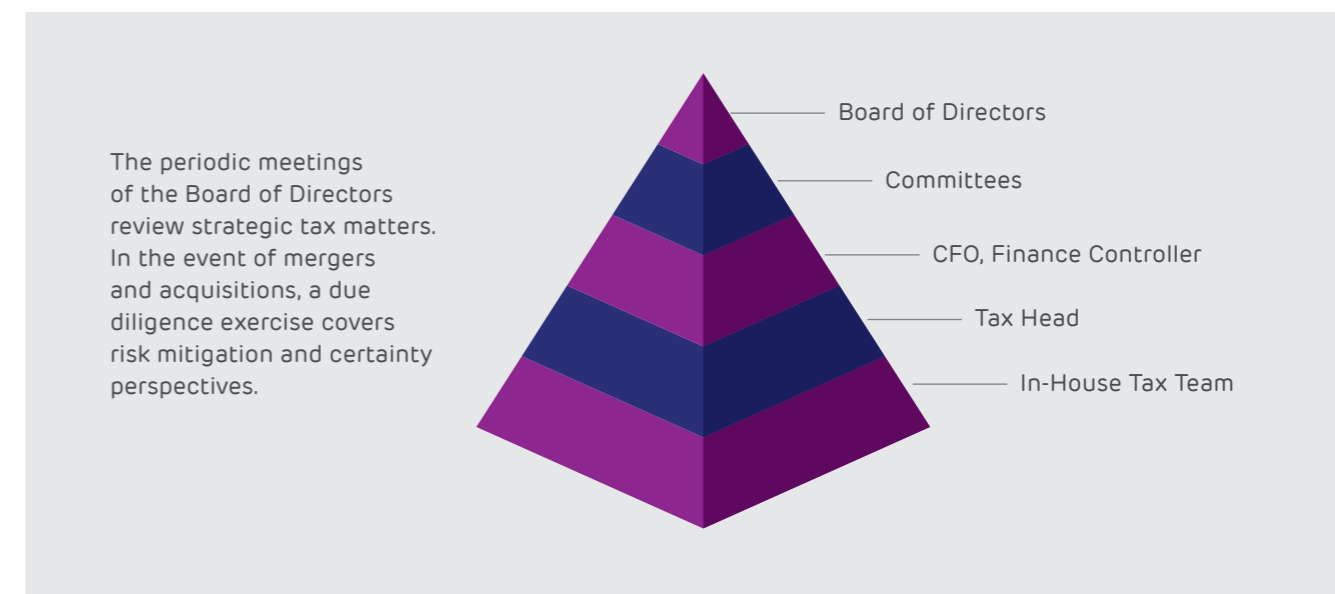 The periodic meetings
of the Board of Directors
review strategic tax matters.
In the event of mergers
and acquisitions, a due
diligence exercise covers
risk mitigation and certainty
perspectives.
Board of Directors
Committees
CFO, Finance Controller
Tax Head
In-House Tax Team